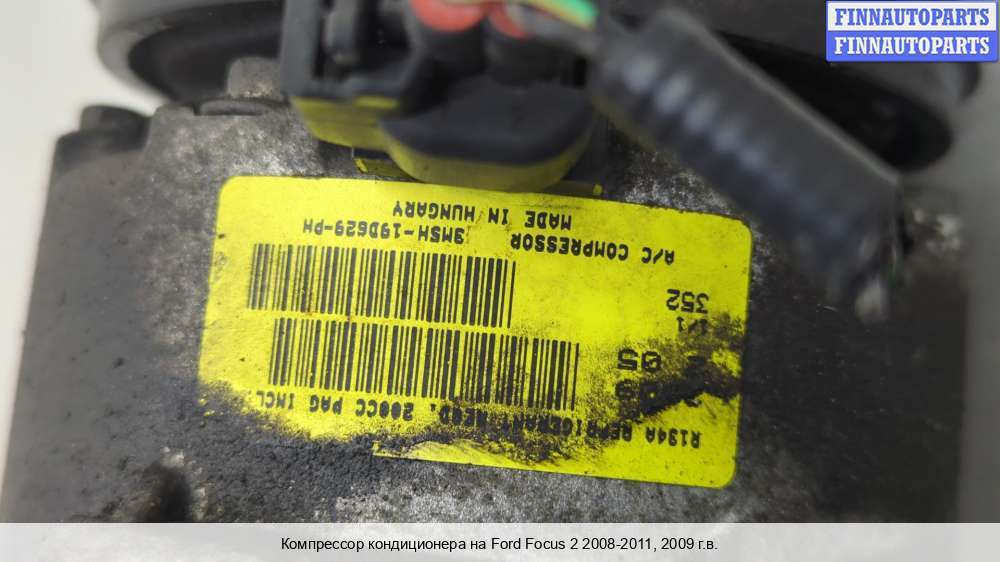 FINNAUTOPARTS
FINNAUTOPARTS
R134A REFRIGERANT REQD. 200CC PAG INCL.
05
1/1
352
A/C COMPRESSOR 3M5H-19D629-PH
MADE IN HUNGARY
Компрессор кондиционера на Ford Focus 2 2008-2011, 2009 г.в.